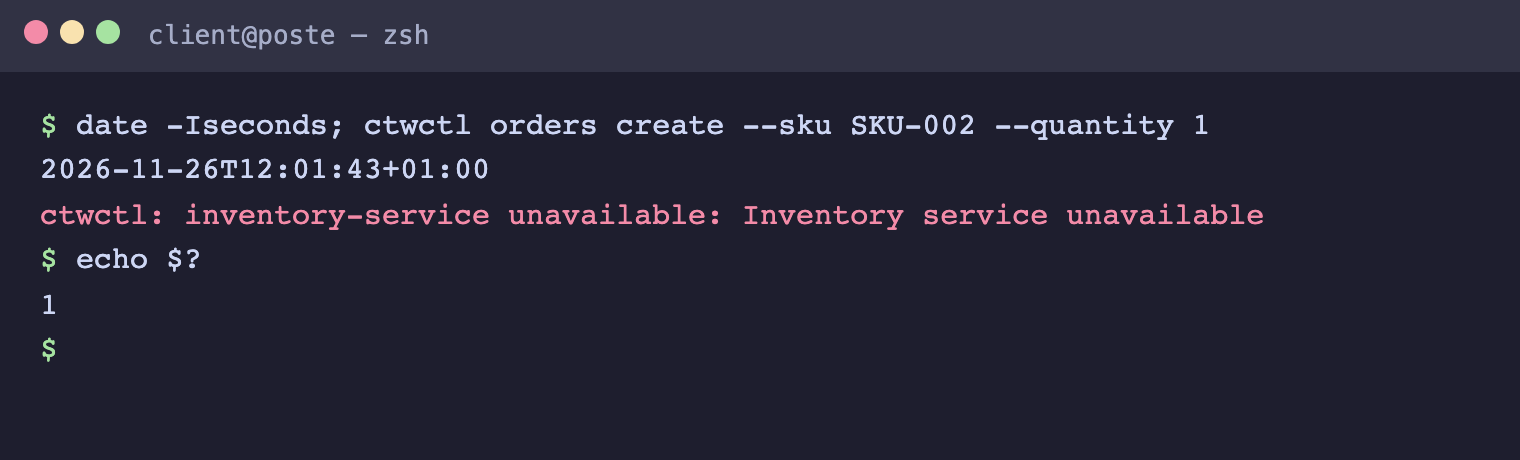 client@poste — zsh
$ date -Iseconds; ctwctl orders create --sku SKU-002 --quantity 1
2026-11-26T12:01:43+01:00
ctwctl: inventory-service unavailable: Inventory service unavailable
$ echo $?
1
$